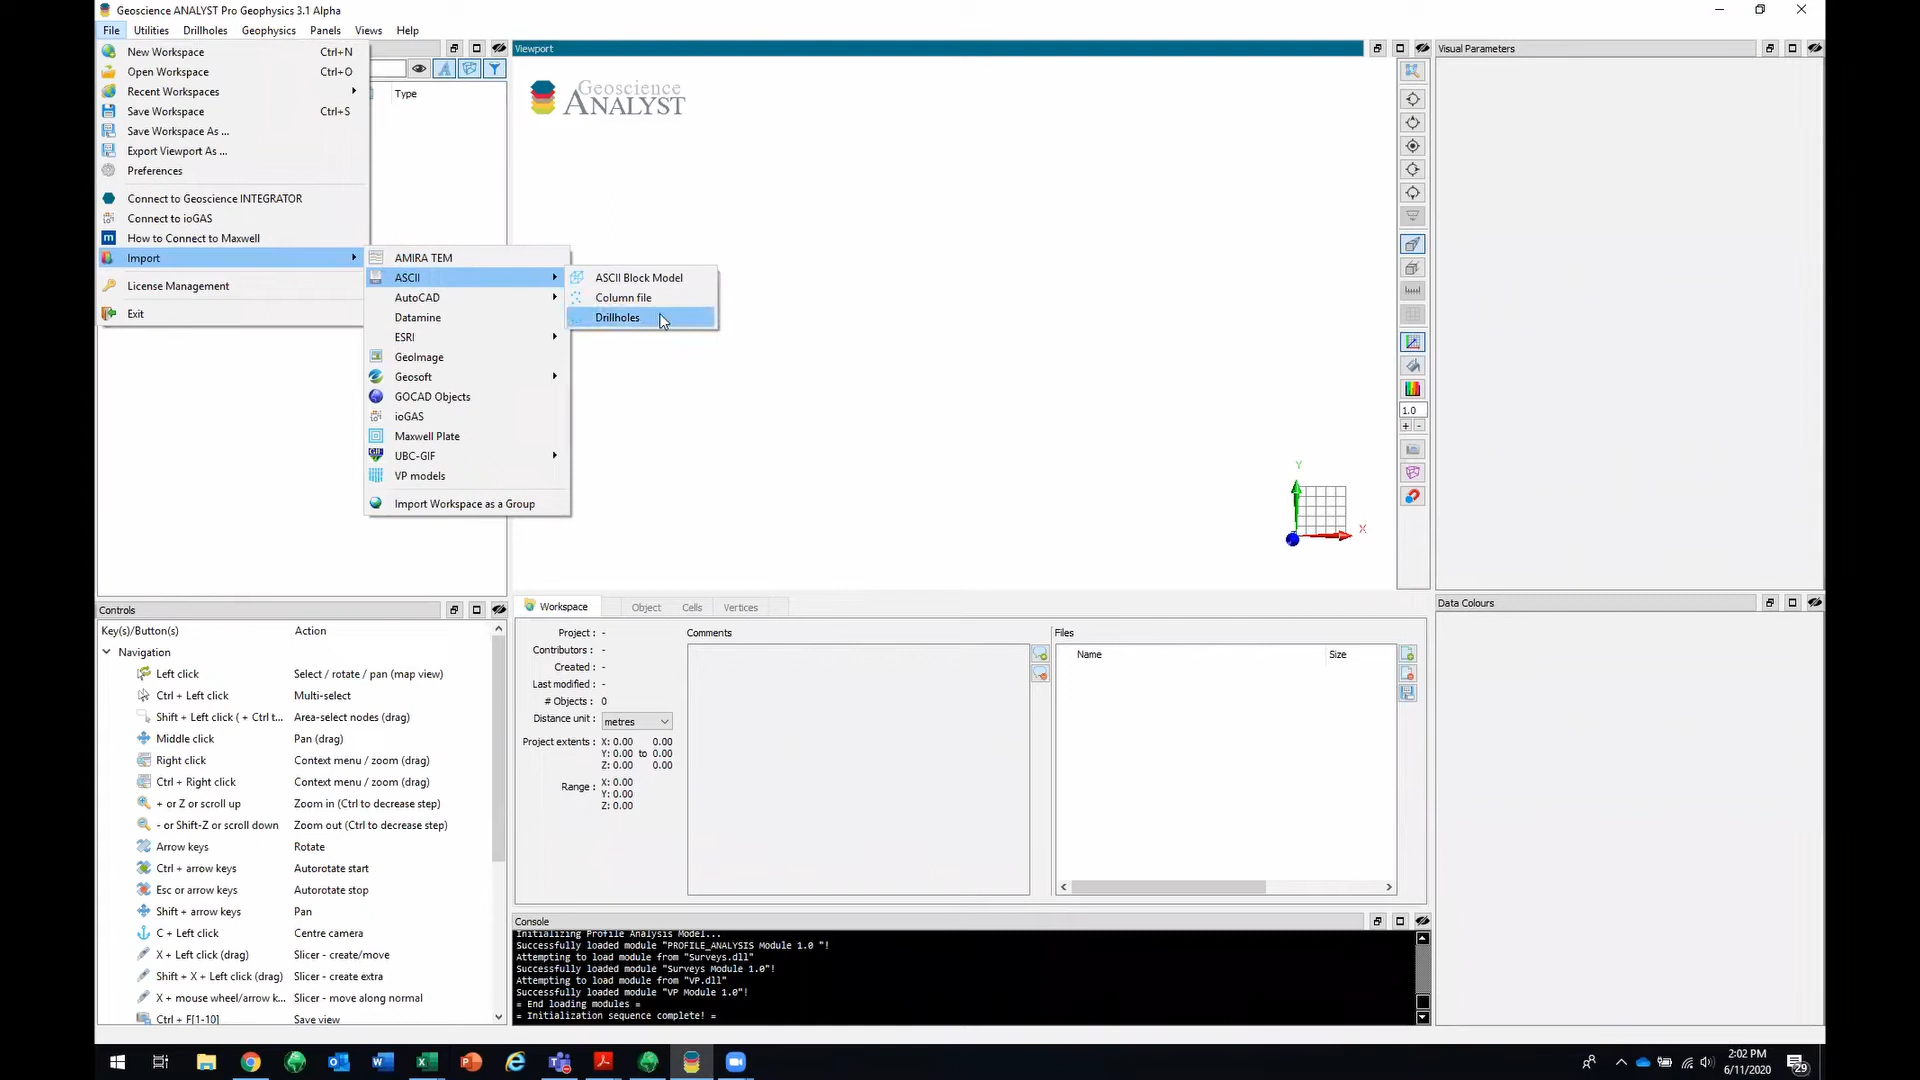 Geoscience ANALYST Pro Geophysics 3.1 Alpha
File Utilities Drillholes Geophysics Panels Views Help
New Workspace Ctrl+N
Open Workspace Ctrl+O
Recent Workspaces
Save Workspace Ctrl+S
Save Workspace As ...
Export Viewport As ...
Preferences
Connect to Geoscience INTEGRATOR
Connect to ioGAS
How to Connect to Maxwell
Import
License Management
Exit
Type
AMIRA TEM
ASCII
AutoCAD
Datamine
ESRI
GeoImage
Geosoft
GOCAD Objects
ioGAS
Maxwell Plate
UBC-GIF
VP models
Import Workspace as a Group
ASCII Block Model
Column file
Drillholes
Viewport
Geoscience
ANALYST
Y
X
1.0
+ -
Visual Parameters
Data Colours
Controls
Key(s)/Button(s) Action
Navigation
Left click Select / rotate / pan (map view)
Ctrl + Left click Multi-select
Shift + Left click ( + Ctrl t... Area-select nodes (drag)
Middle click Pan (drag)
Right click Context menu / zoom (drag)
Ctrl + Right click Context menu / zoom (drag)
+ or Z or scroll up Zoom in (Ctrl to decrease step)
- or Shift-Z or scroll down Zoom out (Ctrl to decrease step)
Arrow keys Rotate
Ctrl + arrow keys Autorotate start
Esc or arrow keys Autorotate stop
Shift + arrow keys Pan
C + Left click Centre camera
X + Left click (drag) Slicer - create/move
Shift + X + Left click (drag) Slicer - create extra
X + mouse wheel/arrow k... Slicer - move along normal
Ctrl + F[1-10] Save view
Workspace Object Cells Vertices
Project : -
Contributors : -
Created : -
Last modified : -
# Objects : 0
Distance unit : metres
Project extents : X: 0.00 0.00
Y: 0.00 to 0.00
Z: 0.00 0.00
Range : X: 0.00
Y: 0.00
Z: 0.00
Comments
Files
Name Size
Console
Initializing Profile Analysis Model...
Successfully loaded module "PROFILE_ANALYSIS Module 1.0 "!
Attempting to load module from "Surveys.dll"
Successfully loaded module "Surveys Module 1.0"!
Attempting to load module from "VP.dll"
Successfully loaded module "VP Module 1.0"!
= End loading modules =
= Initialization sequence complete! =
2:02 PM
6/11/2020
29